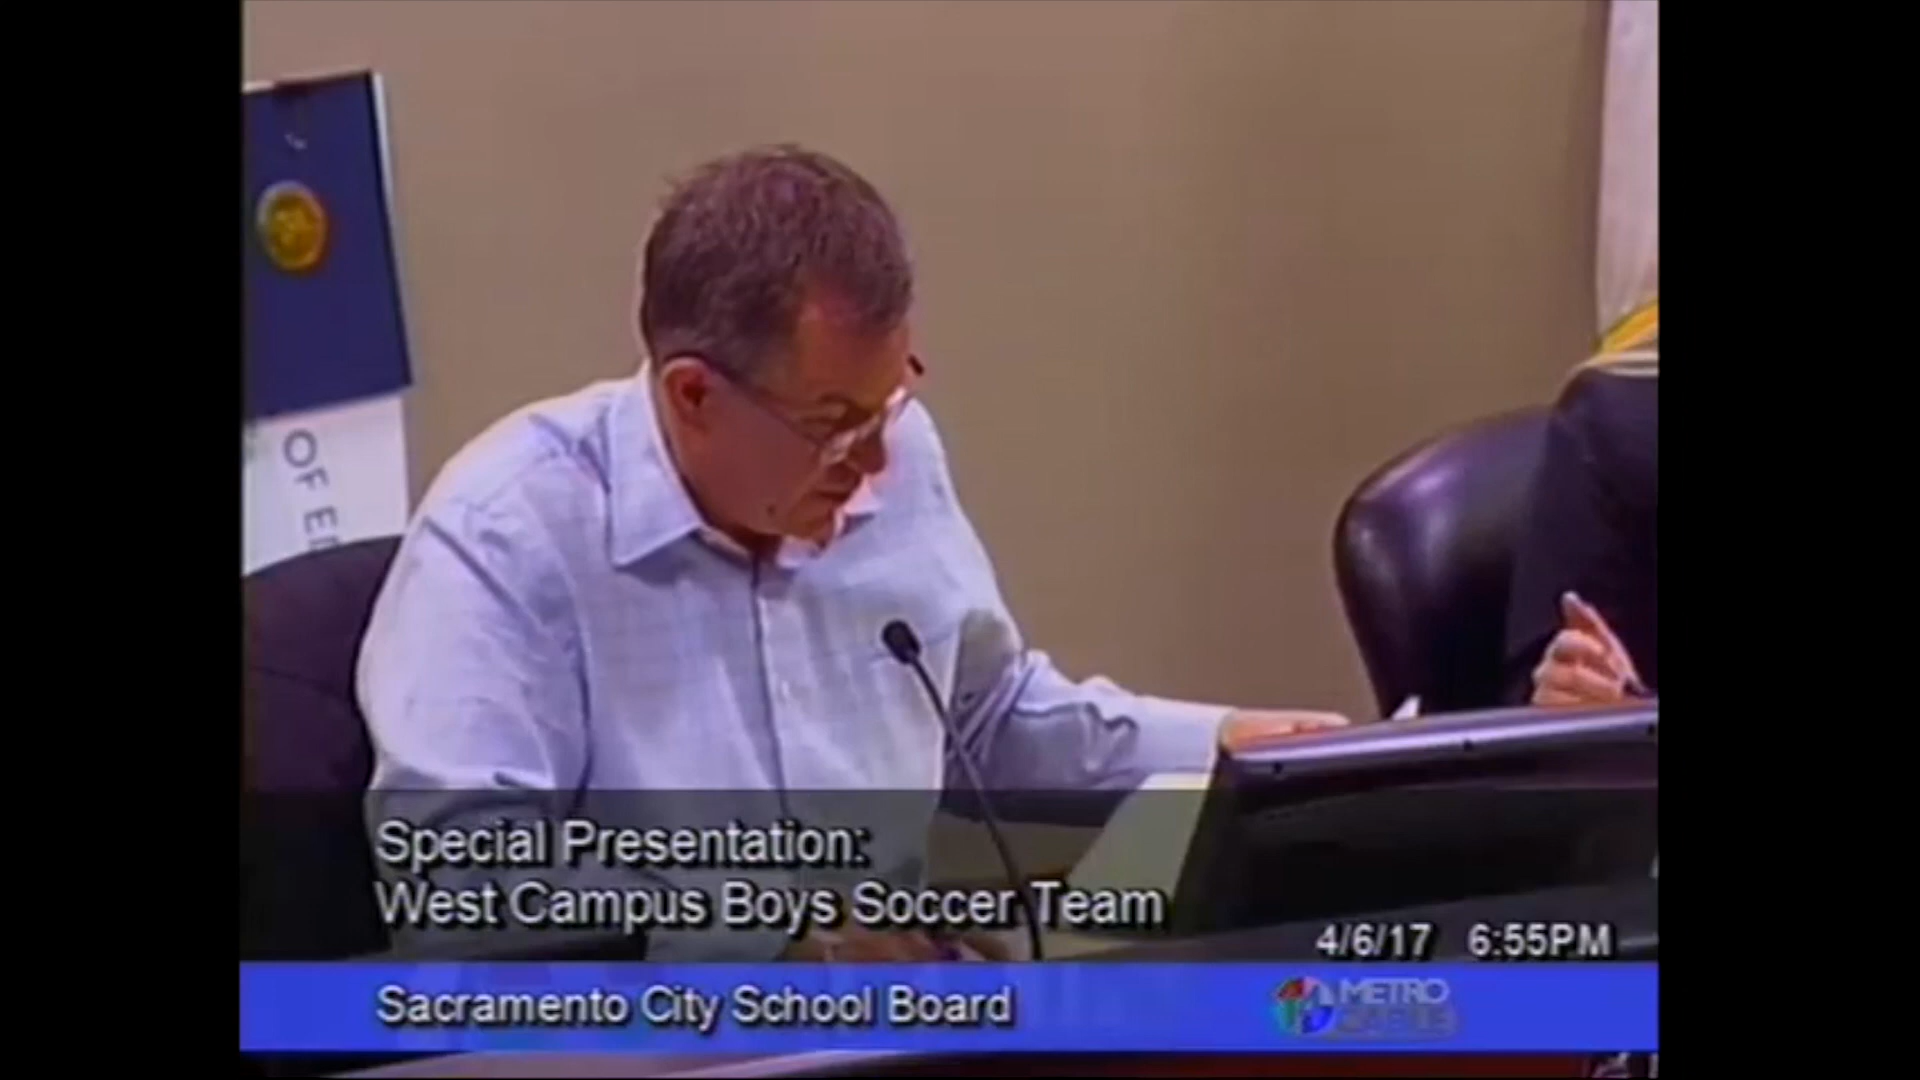 OF E
Special Presentation:
West Campus Boys Soccer Team
4/6/17 6:55PM
Sacramento City School Board
METRO